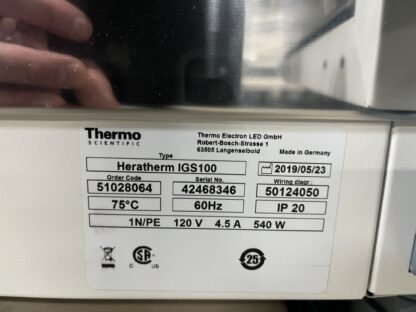 Thermo
SCIENTIFIC
Thermo Electron LED GmbH
Robert-Bosch-Strasse 1
63505 Langenselbold
Made in Germany
Type
Heratherm IGS100
2019/05/23
Order Code
Serial No.
Wiring diagr.
51028064
42468346
50124050
75°C
60Hz
IP 20
1N/PE 120 V 4.5 A 540 W
C
US
25